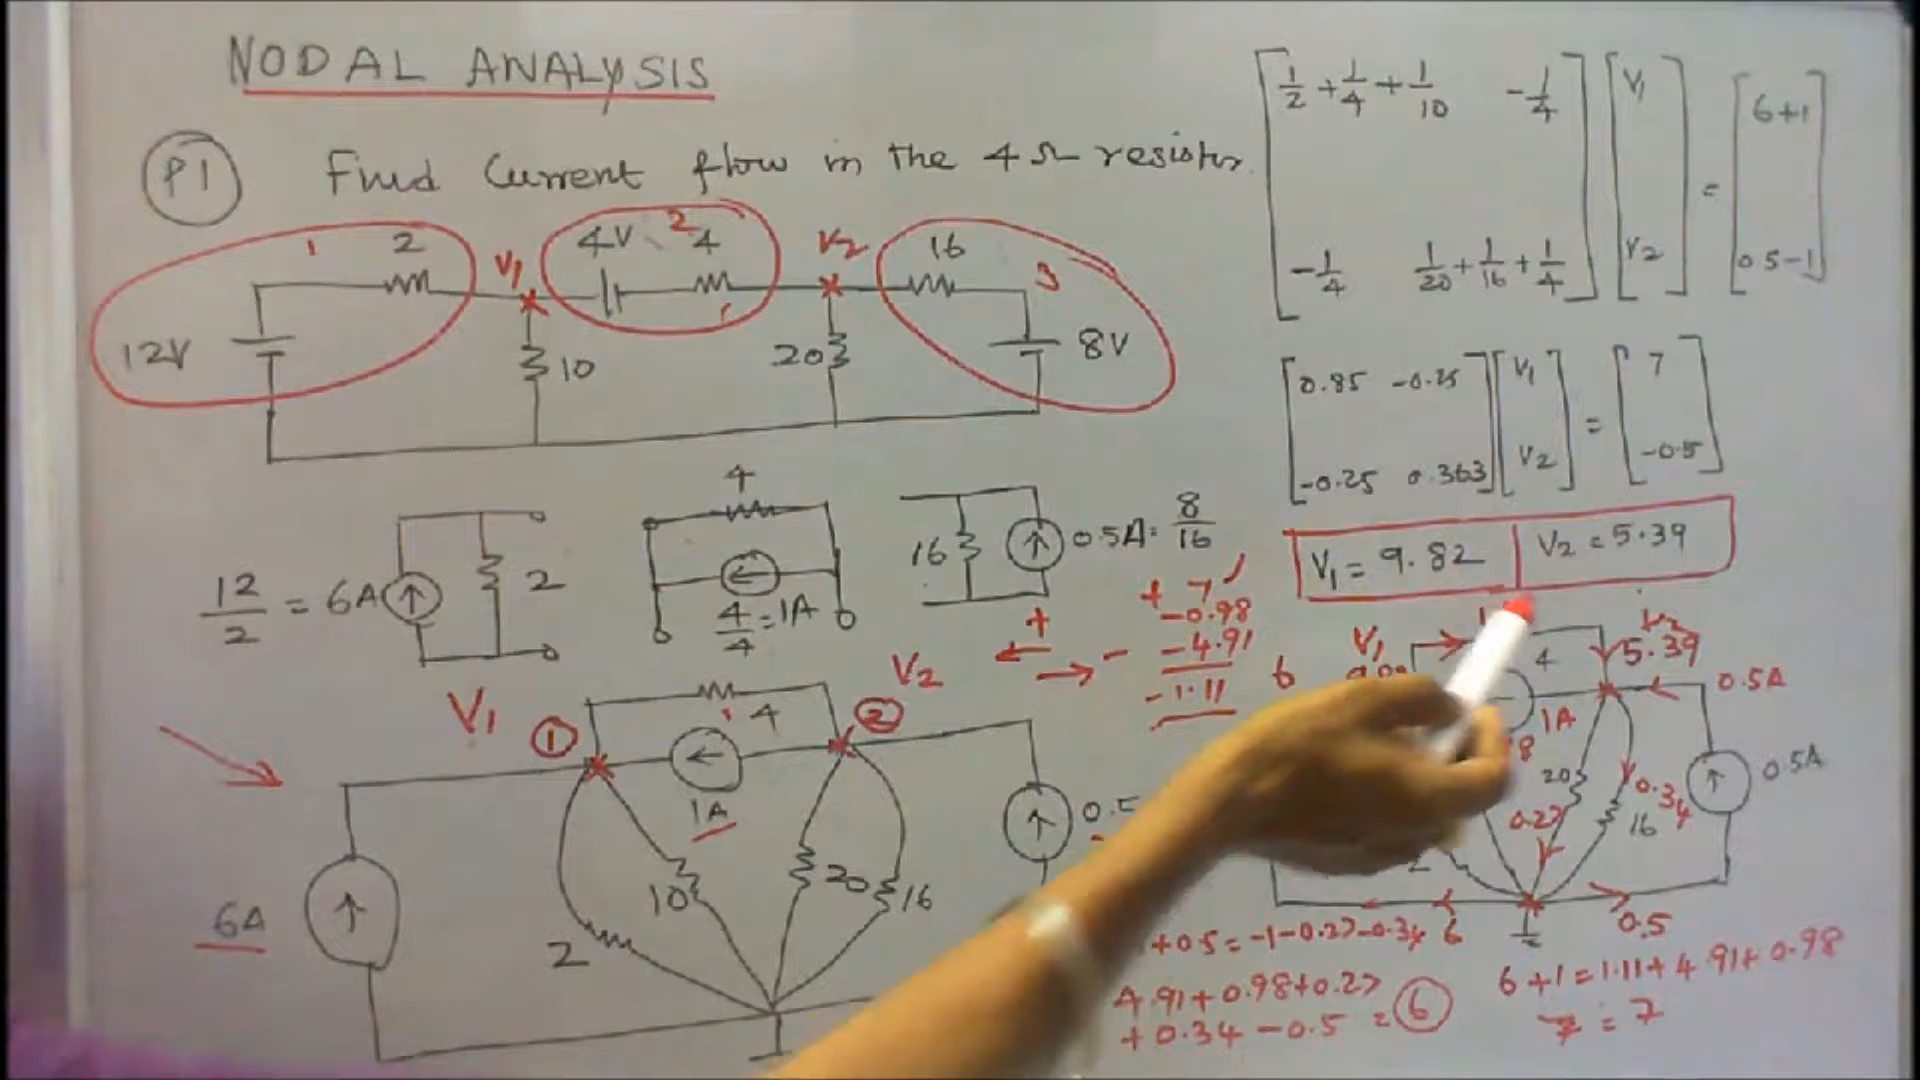 NODAL ANALYSIS
P1 Find Current flow in the 4Ω resistor.
1 2 V1 4V 2 4 V2 16 3
12V 10 20 8V
12/2 = 6A 2
4
4/4 = 1A
16 0.5A = 8/16
+ 7
-0.98
-4.91
-1.11
+
-
V1 1 4 2 V2
1A
6A 2 10 20 16
[1/2 + 1/4 + 1/10 -1/4] [V1] = [6+1]
[-1/4 1/20 + 1/16 + 1/4] [V2] [0.5-1]
[0.85 -0.25] [V1] = [7]
[-0.25 0.363] [V2] [-0.5]
V1 = 9.82 V2 = 5.39
V1 V2
6 4 5.39
1A 0.5A
20 0.27 0.34 16 0.5A
2
6 0.5
+0.5 = -1-0.27-0.34
4.91+0.98+0.27
+0.34-0.5 = 6
6+1=1.11+4.91+0.98
7 = 7